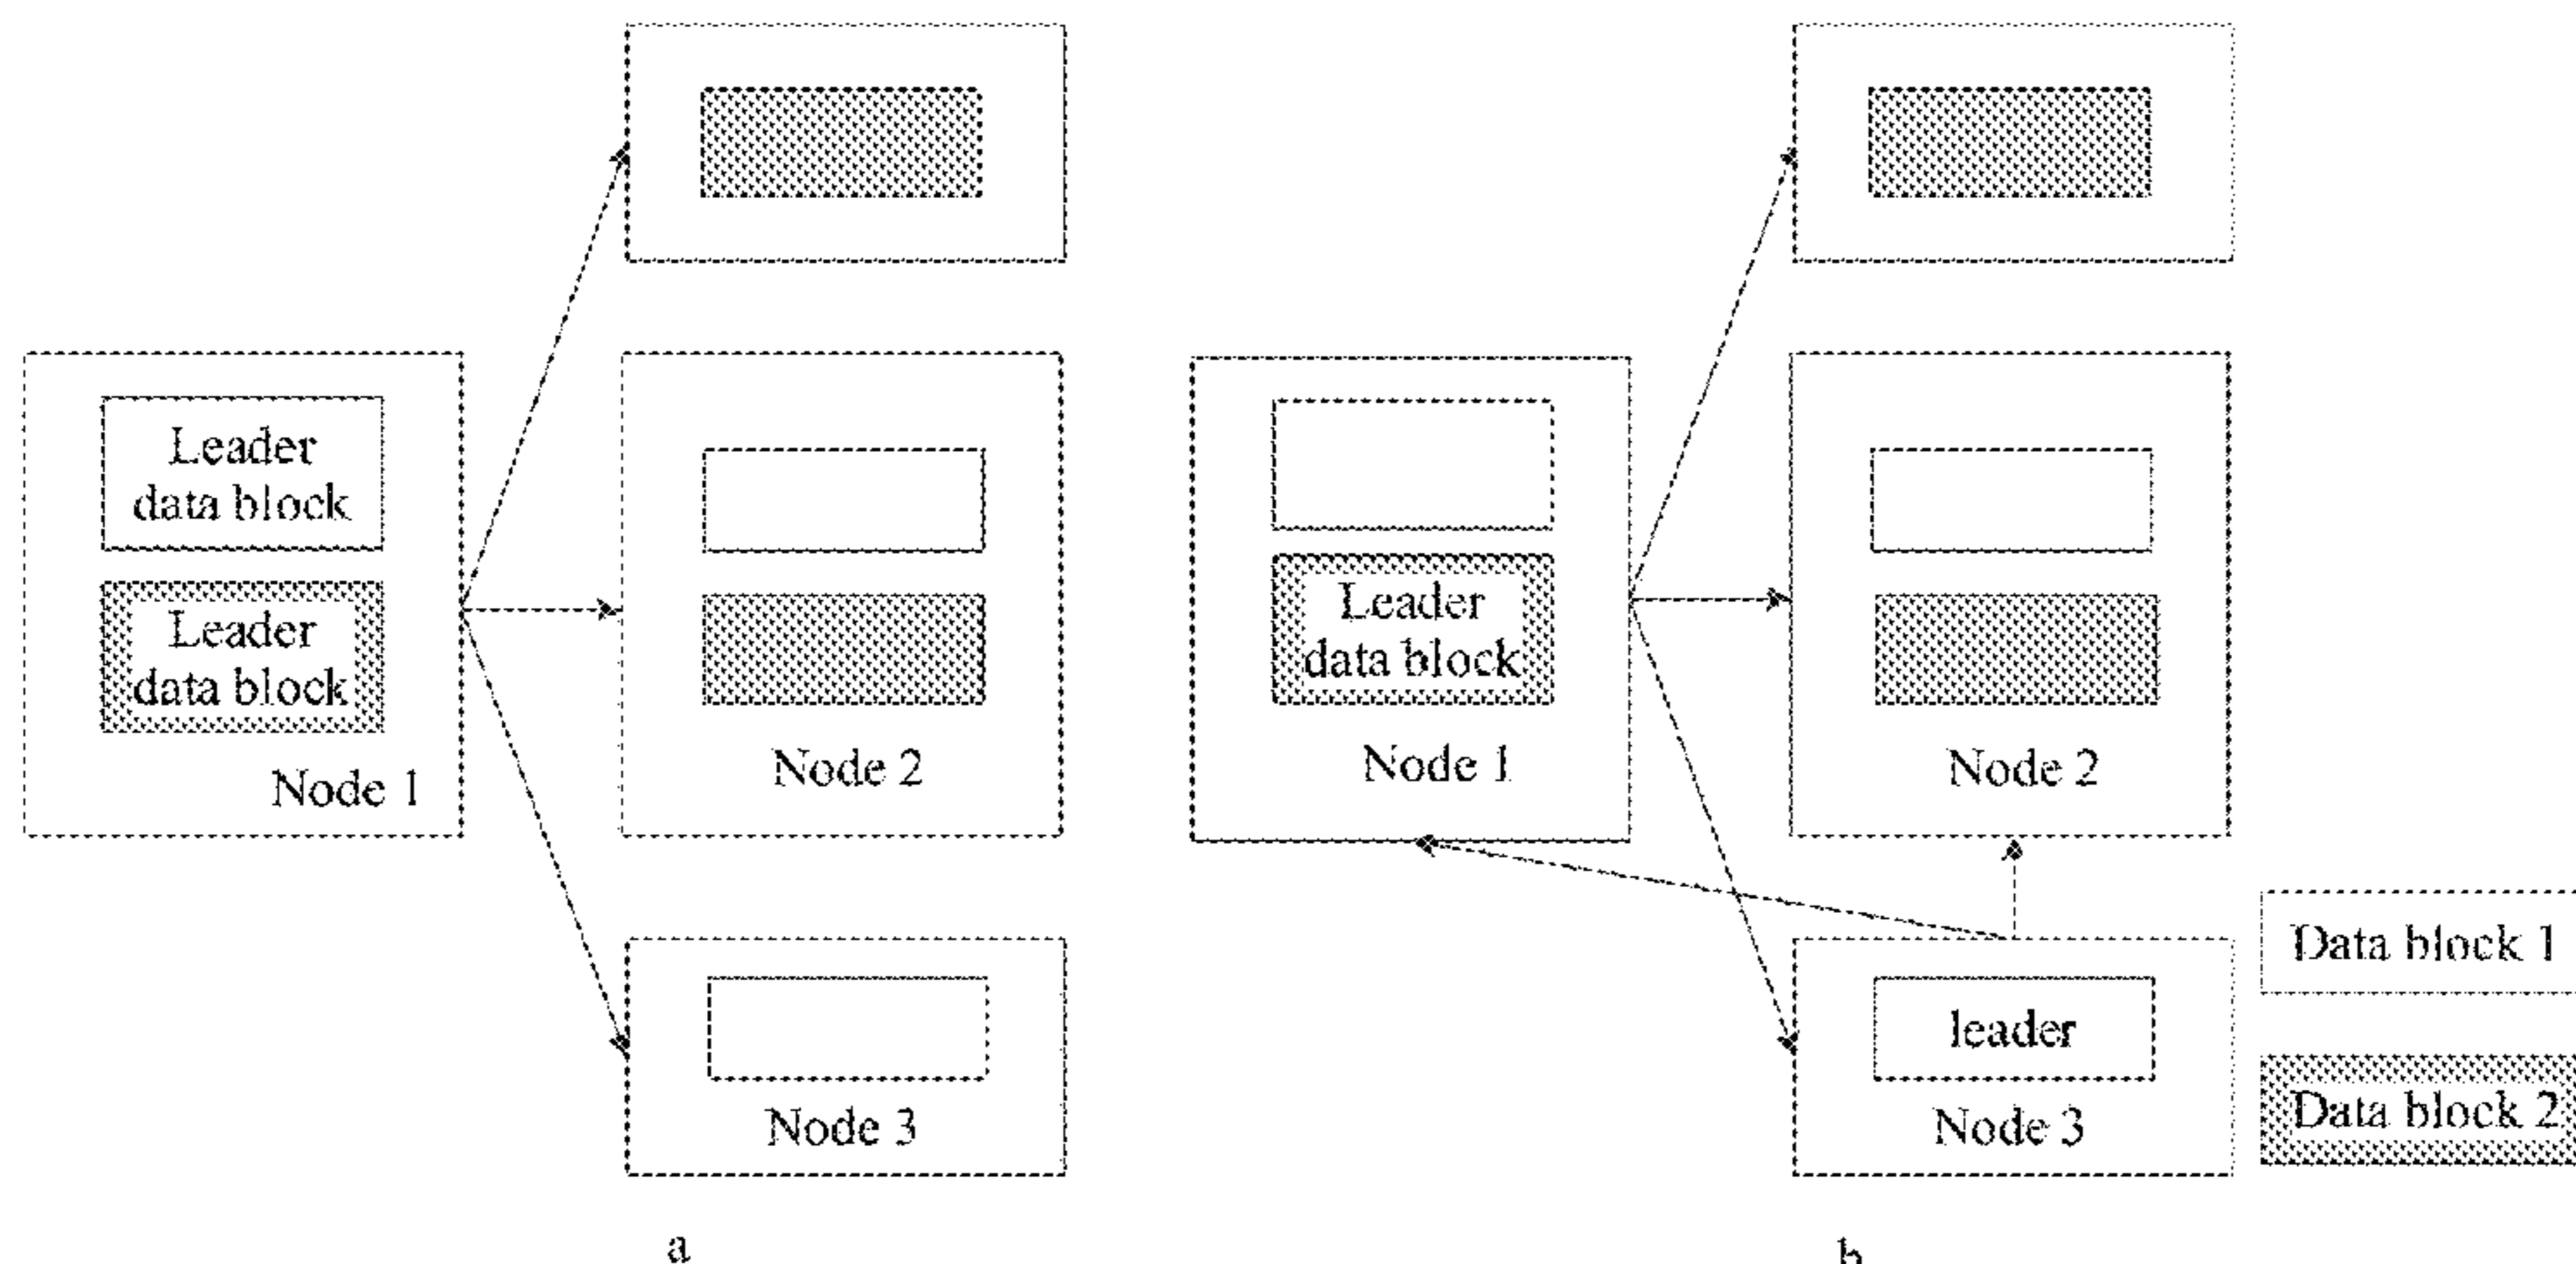 Leader
data block
Leader
data block
Node 1
Node 2
Node 3
a
Leader
data block
Node 1
Node 2
leader
Node 3
b
Data block 1
Data block 2